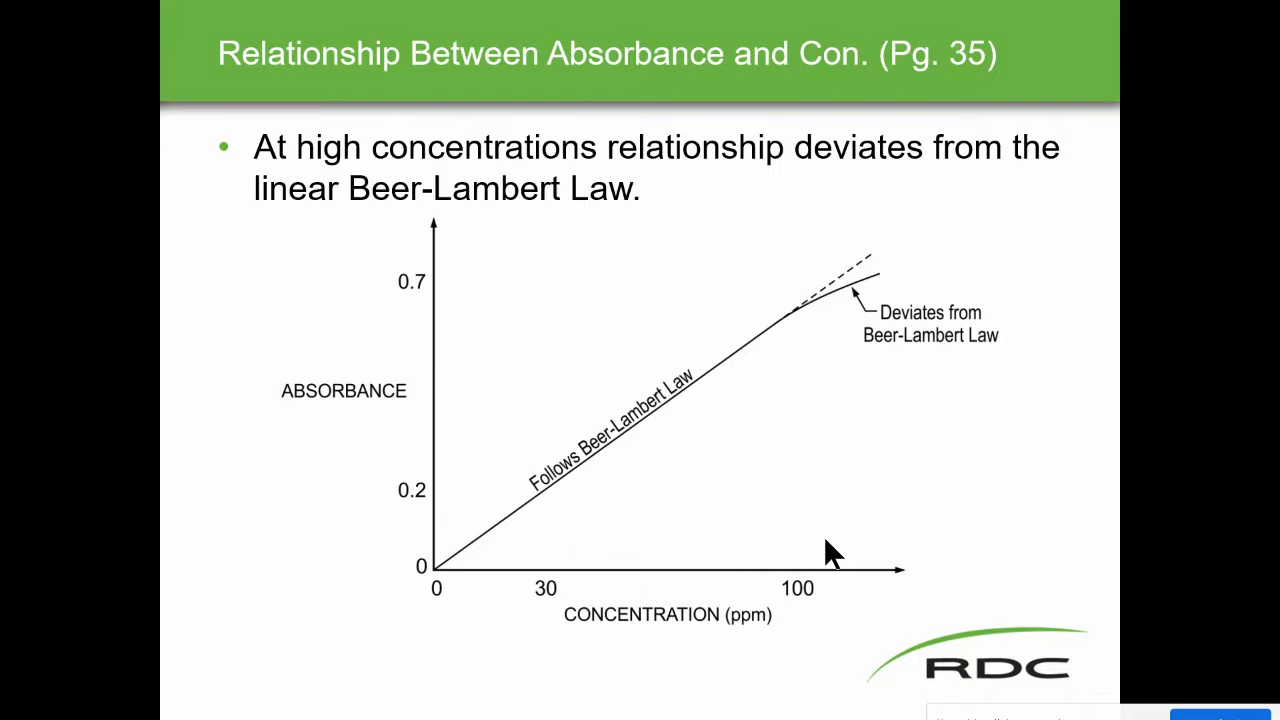 Relationship Between Absorbance and Con. (Pg. 35)
• At high concentrations relationship deviates from the
linear Beer-Lambert Law.
0.7
Deviates from
Beer-Lambert Law
ABSORBANCE
Follows Beer-Lambert Law
0.2
0
0 30 100
CONCENTRATION (ppm)
RDC